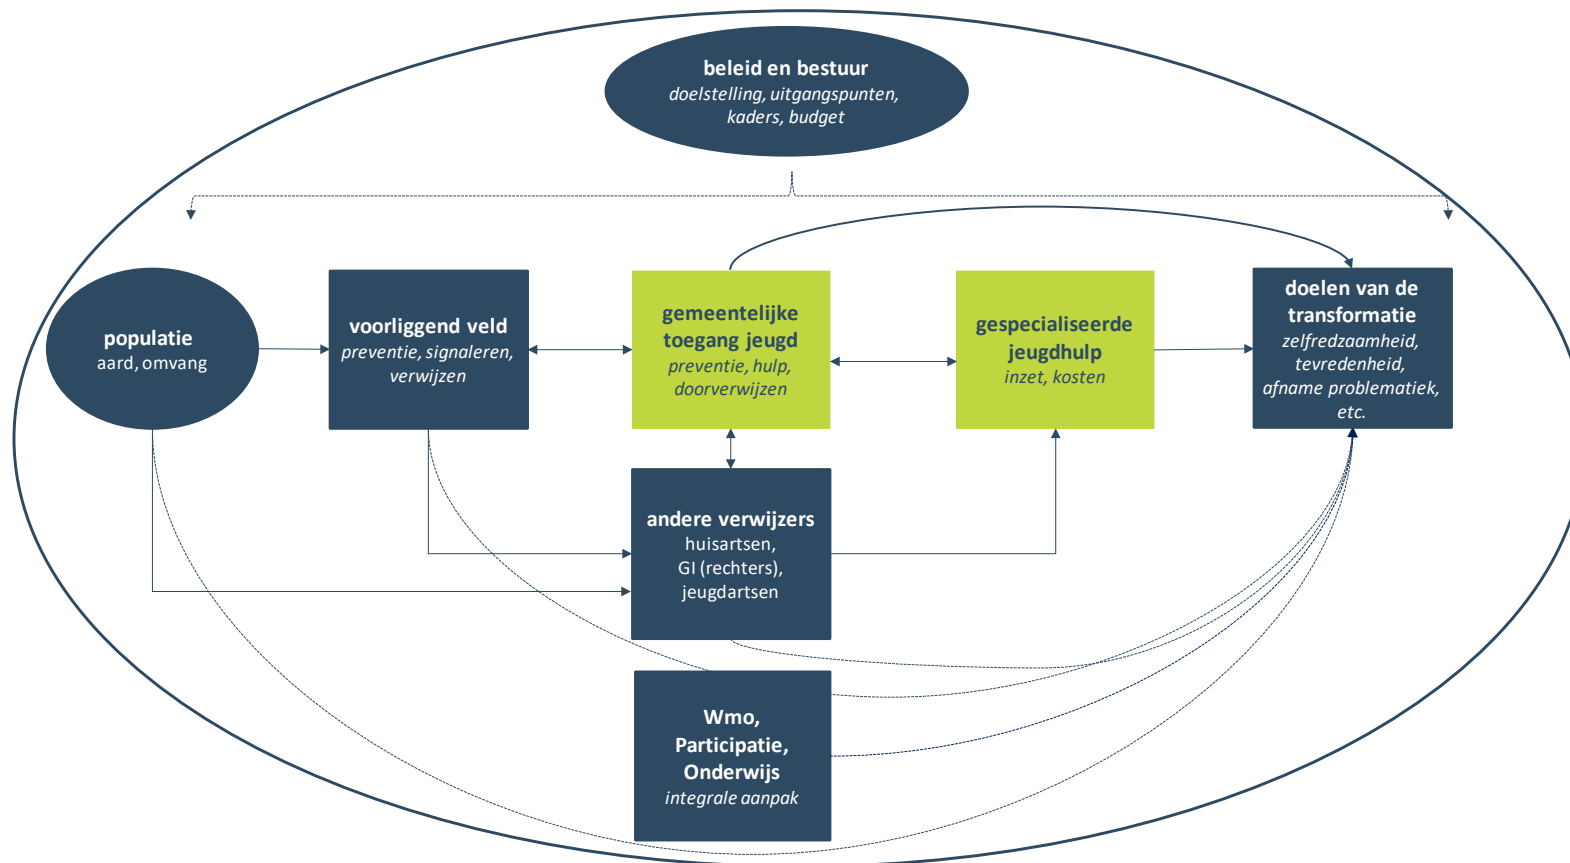 beleid en bestuur
doelstelling, uitgangspunten,
kaders, budget
populatie
aard, omvang
voorliggend veld
preventie, signaleren,
verwijzen
gemeentelijke
toegang jeugd
preventie, hulp,
doorverwijzen
gespecialiseerde
jeugdhulp
inzet, kosten
doelen van de
transformatie
zelfredzaamheid,
tevredenheid,
afname problematiek,
etc.
andere verwijzers
huisartsen,
GI (rechters),
jeugdartsen
Wmo,
Participatie,
Onderwijs
integrale aanpak